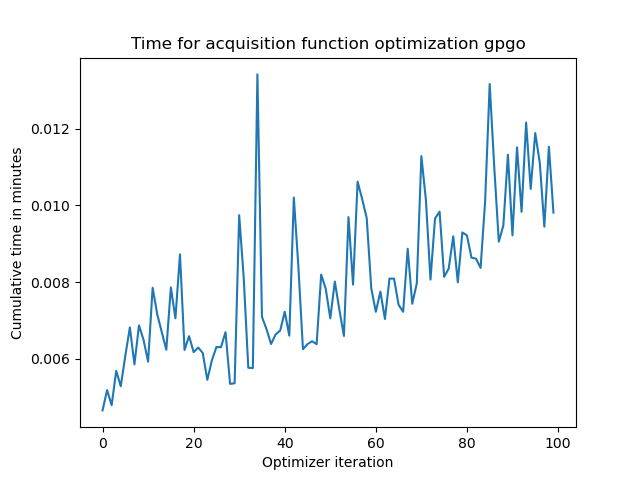 Time for acquisition function optimization gpgo
Cumulative time in minutes
0.012
0.010
0.008
0.006
0 20 40 60 80 100
Optimizer iteration